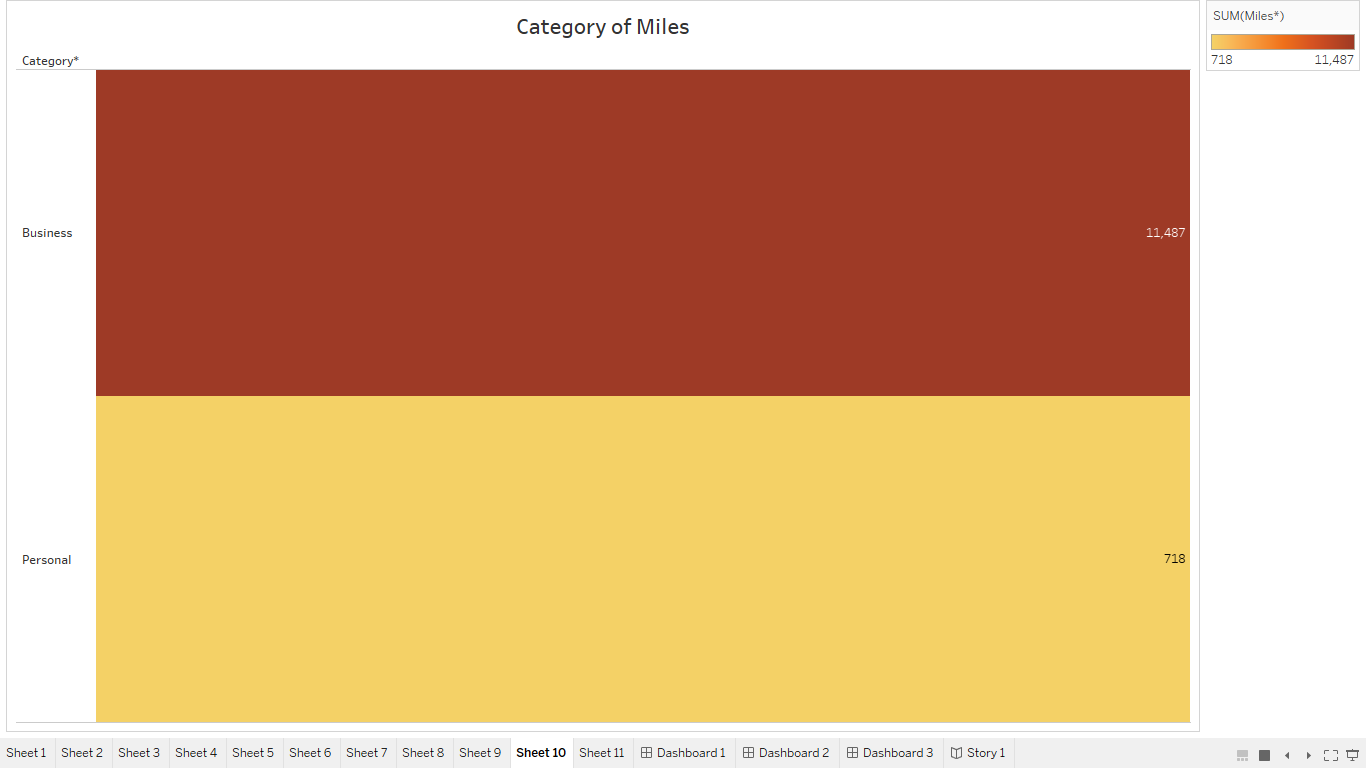 Category of Miles
SUM(Miles*)
718 11,487
Category*
Business 11,487
Personal 718
Sheet 1 Sheet 2 Sheet 3 Sheet 4 Sheet 5 Sheet 6 Sheet 7 Sheet 8 Sheet 9 Sheet 10 Sheet 11 Dashboard 1 Dashboard 2 Dashboard 3 Story 1